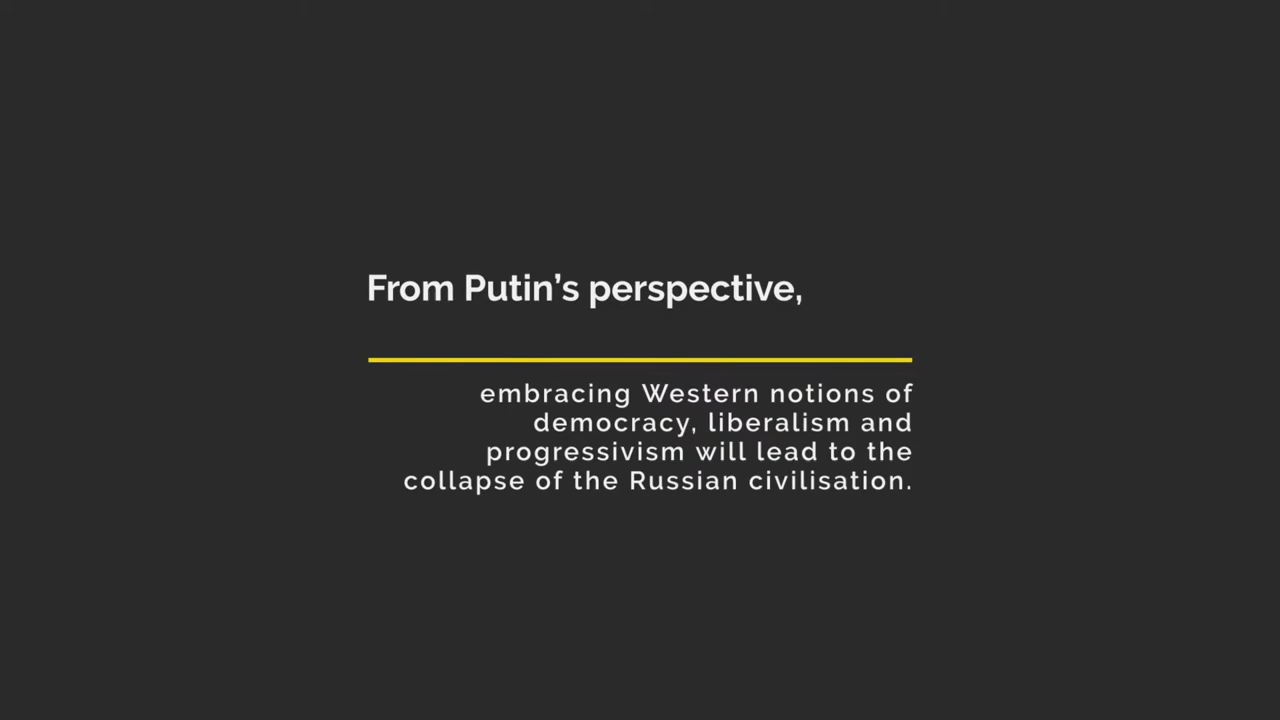 From Putin’s perspective,
embracing Western notions of
democracy, liberalism and
progressivism will lead to the
collapse of the Russian civilisation.